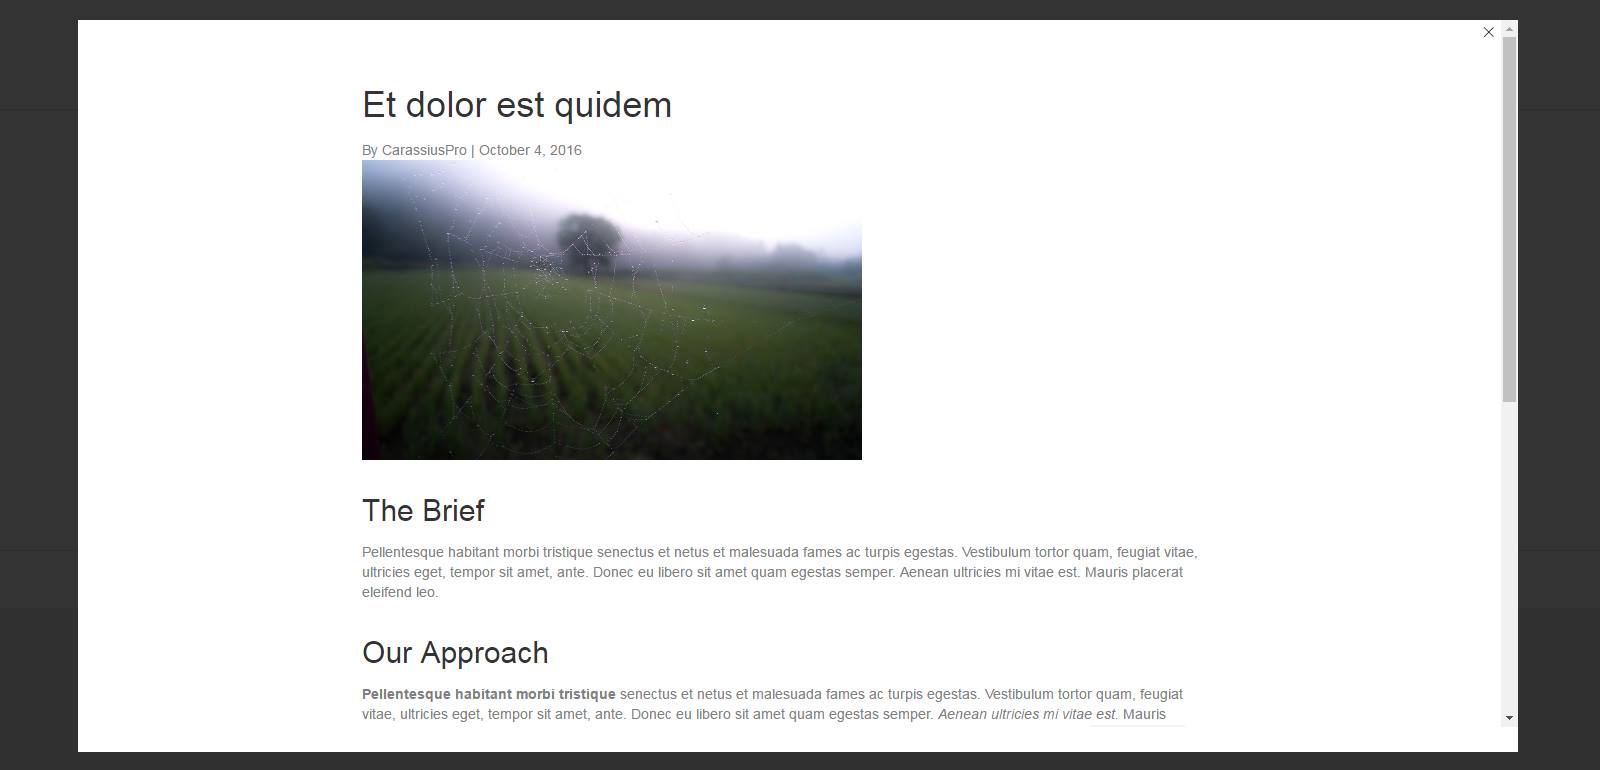 Et dolor est quidem
By CarassiusPro | October 4, 2016
The Brief
Pellentesque habitant morbi tristique senectus et netus et malesuada fames ac turpis egestas. Vestibulum tortor quam, feugiat vitae,
ultricies eget, tempor sit amet, ante. Donec eu libero sit amet quam egestas semper. Aenean ultricies mi vitae est. Mauris placerat
eleifend leo.
Our Approach
Pellentesque habitant morbi tristique senectus et netus et malesuada fames ac turpis egestas. Vestibulum tortor quam, feugiat
vitae, ultricies eget, tempor sit amet, ante. Donec eu libero sit amet quam egestas semper. Aenean ultricies mi vitae est. Mauris